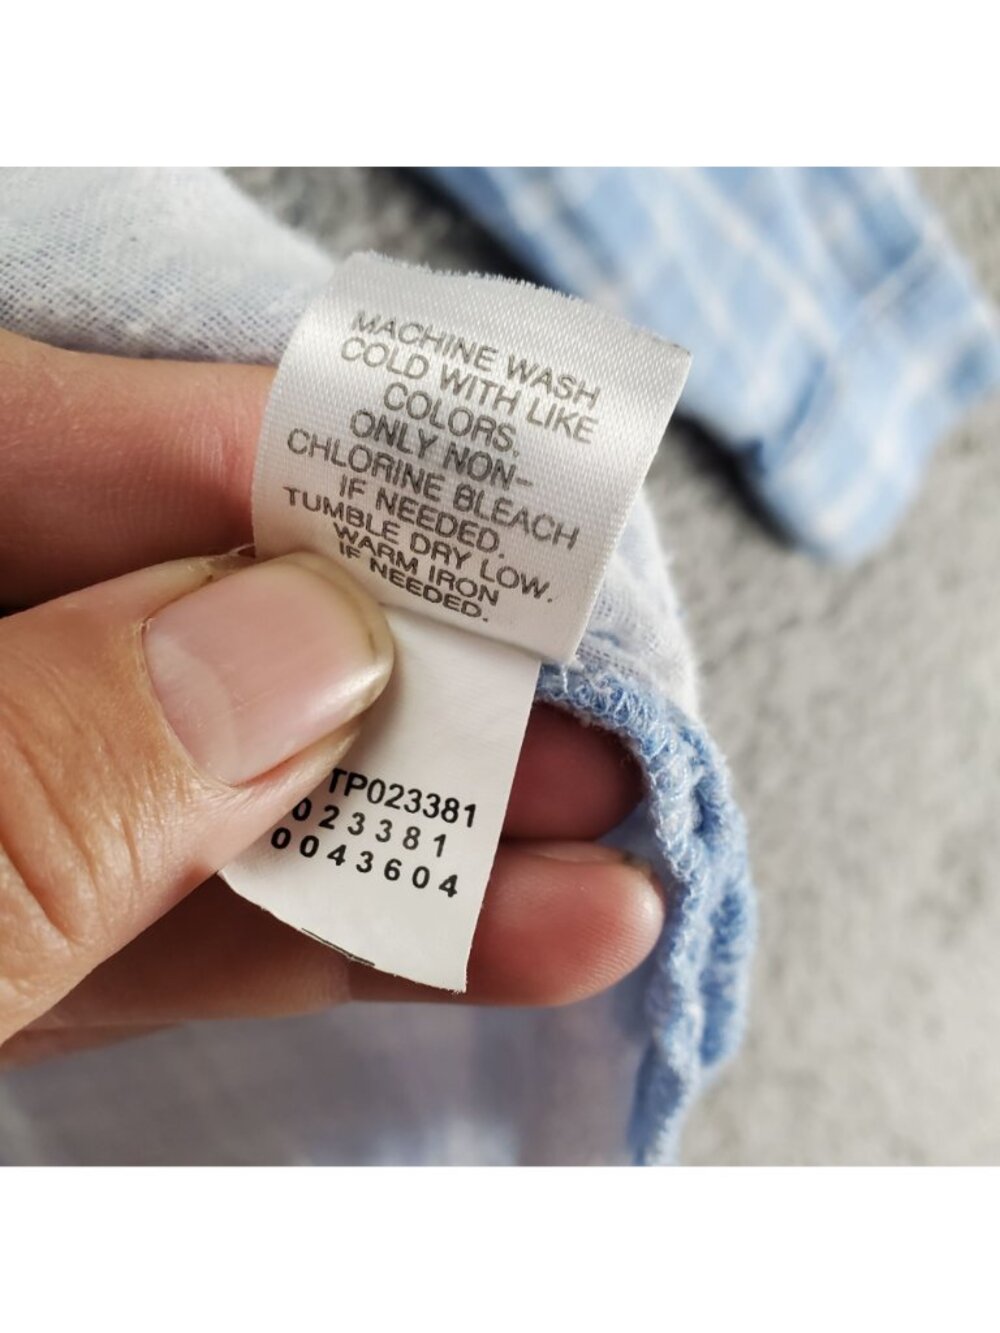 MACHINE WASH
COLD WITH LIKE
COLORS.
ONLY NON-
CHLORINE BLEACH
IF NEEDED.
TUMBLE DRY LOW.
WARM IRON
IF NEEDED.
TP023381
023381
0043604